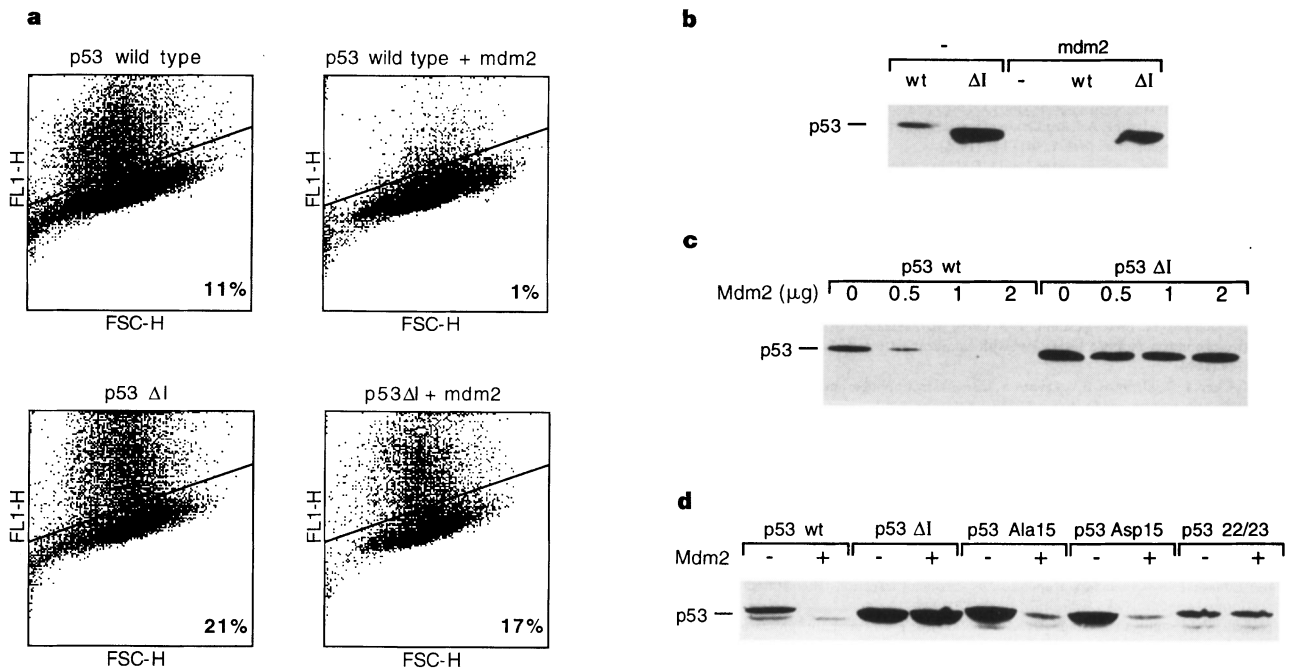 a
p53 wild type
FL1-H
11%
FSC-H
p53 wild type + mdm2
FL1-H
1%
FSC-H
p53 ΔI
FL1-H
21%
FSC-H
p53ΔI + mdm2
FL1-H
17%
FSC-H
b
- mdm2
wt ΔI - wt ΔI
p53
c
p53 wt p53 ΔI
Mdm2 (μg) 0 0.5 1 2 0 0.5 1 2
p53
d
p53 wt p53 ΔI p53 Ala15 p53 Asp15 p53 22/23
Mdm2 - + - + - + - + - +
p53